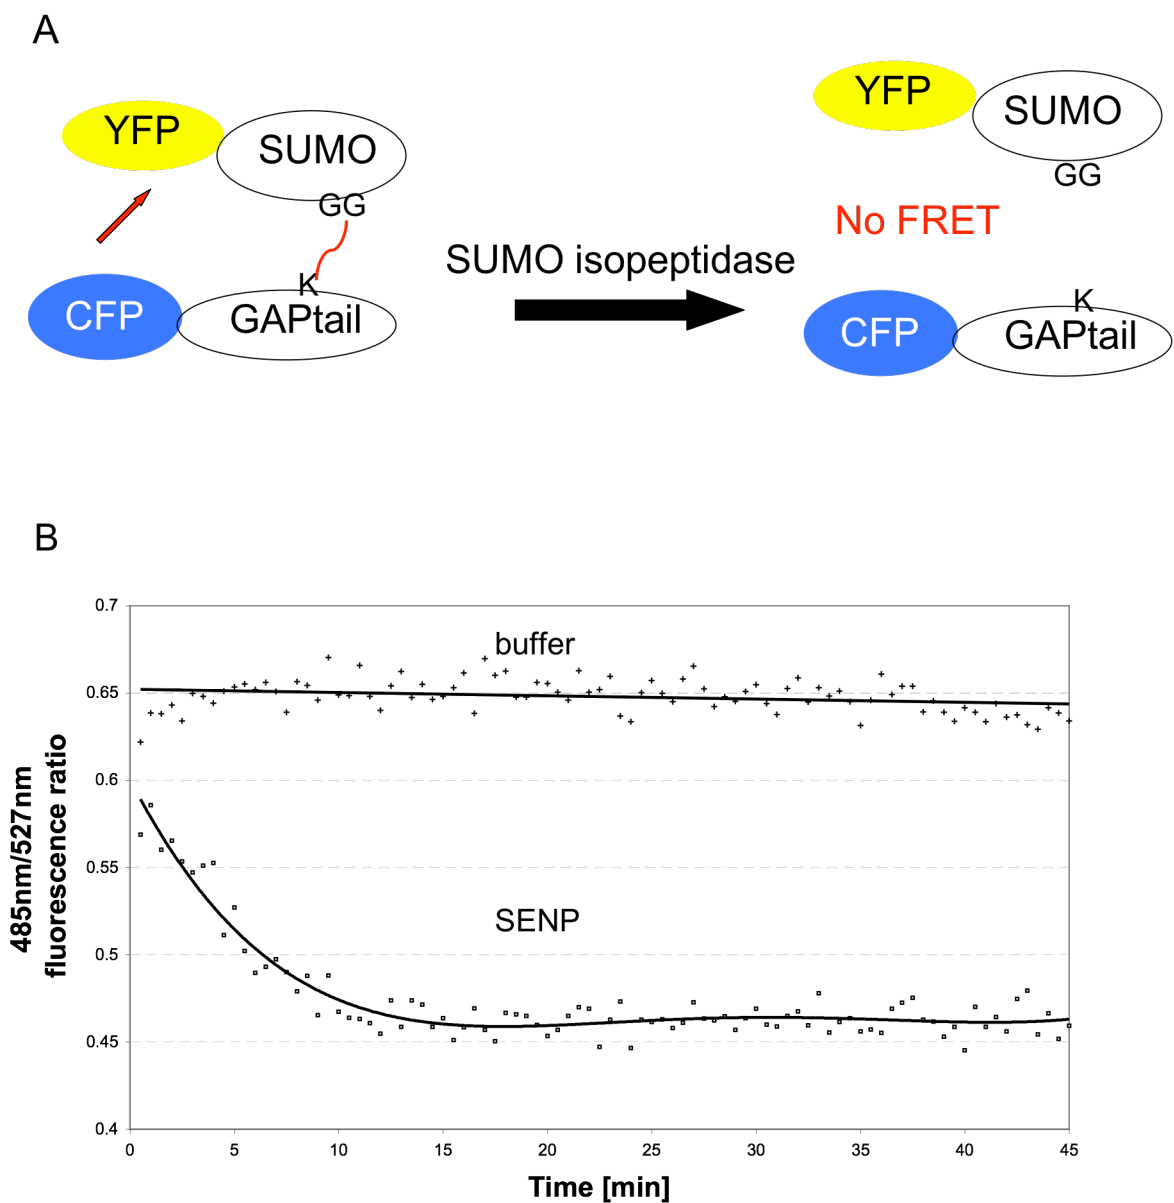 A
YFP
SUMO
GG
K
CFP
GAPtail
SUMO isopeptidase
YFP
SUMO
GG
No FRET
K
CFP
GAPtail
B
485nm/527nm
fluorescence ratio
0.7
0.65
0.6
0.55
0.5
0.45
0.4
buffer
SENP
0 5 10 15 20 25 30 35 40 45
Time [min]